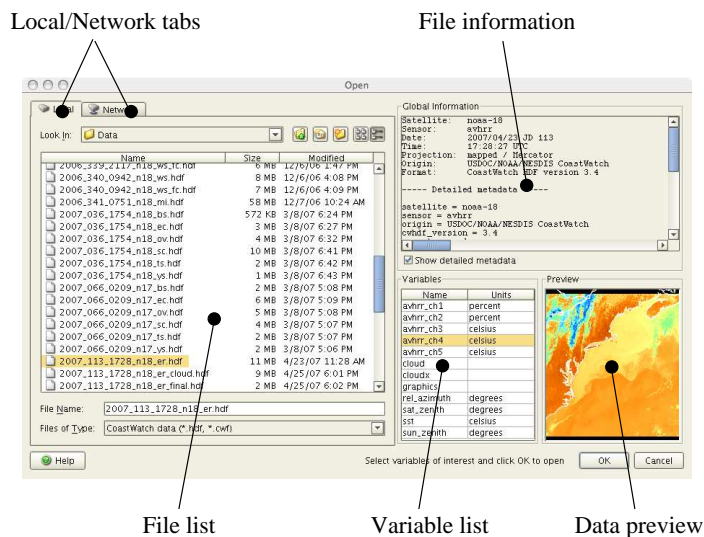 Local/Network tabs
File information
Open
Local Network
Look In: Data
Name Size Modified
2006_339_2117_n18_ws_fc.hdf 6 MB 12/6/06 1:47 PM
2006_340_0942_n18_ws.hdf 8 MB 12/6/06 4:08 PM
2006_340_0942_n18_ws_fc.hdf 7 MB 12/6/06 4:09 PM
2006_341_0751_n18_mi.hdf 58 MB 12/7/06 10:24 AM
2007_036_1754_n18_bs.hdf 572 KB 3/8/07 6:24 PM
2007_036_1754_n18_ec.hdf 3 MB 3/8/07 6:27 PM
2007_036_1754_n18_ov.hdf 4 MB 3/8/07 6:32 PM
2007_036_1754_n18_sc.hdf 10 MB 3/8/07 6:41 PM
2007_036_1754_n18_ts.hdf 2 MB 3/8/07 6:42 PM
2007_036_1754_n18_ys.hdf 1 MB 3/8/07 6:43 PM
2007_066_0209_n17_bs.hdf 2 MB 3/8/07 5:08 PM
2007_066_0209_n17_ec.hdf 6 MB 3/8/07 5:09 PM
2007_066_0209_n17_ov.hdf 5 MB 3/8/07 5:08 PM
2007_066_0209_n17_sc.hdf 4 MB 3/8/07 5:07 PM
2007_066_0209_n17_ts.hdf 2 MB 3/8/07 5:07 PM
2007_066_0209_n17_ys.hdf 2 MB 3/8/07 5:06 PM
2007_113_1728_n18_er.hdf 11 MB 4/23/07 11:28 AM
2007_113_1728_n18_er_cloud.hdf 9 MB 4/25/07 6:01 PM
2007_113_1728_n18_er_final.hdf 2 MB 4/25/07 6:02 PM
File Name: 2007_113_1728_n18_er.hdf
Files of Type: CoastWatch data (*.hdf, *.cwf)
Global Information
Satellite: noaa-18
Sensor: avhrr
Date: 2007/04/23 JD 113
Time: 17:28:27 UTC
Projection: mapped / Mercator
Origin: USDOC/NOAA/NESDIS CoastWatch
Format: CoastWatch HDF version 3.4
----- Detailed metadata -----
satellite = noaa-18
sensor = avhrr
origin = USDOC/NOAA/NESDIS CoastWatch
cwhdf_version = 3.4
Show detailed metadata
Variables
Name Units
avhrr_ch1 percent
avhrr_ch2 percent
avhrr_ch3 celsius
avhrr_ch4 celsius
avhrr_ch5 celsius
cloud
cloudx
graphics
rel_azimuth degrees
sat_zenith degrees
sst celsius
sun_zenith degrees
Preview
Help
Select variables of interest and click OK to open
OK Cancel
File list
Variable list
Data preview